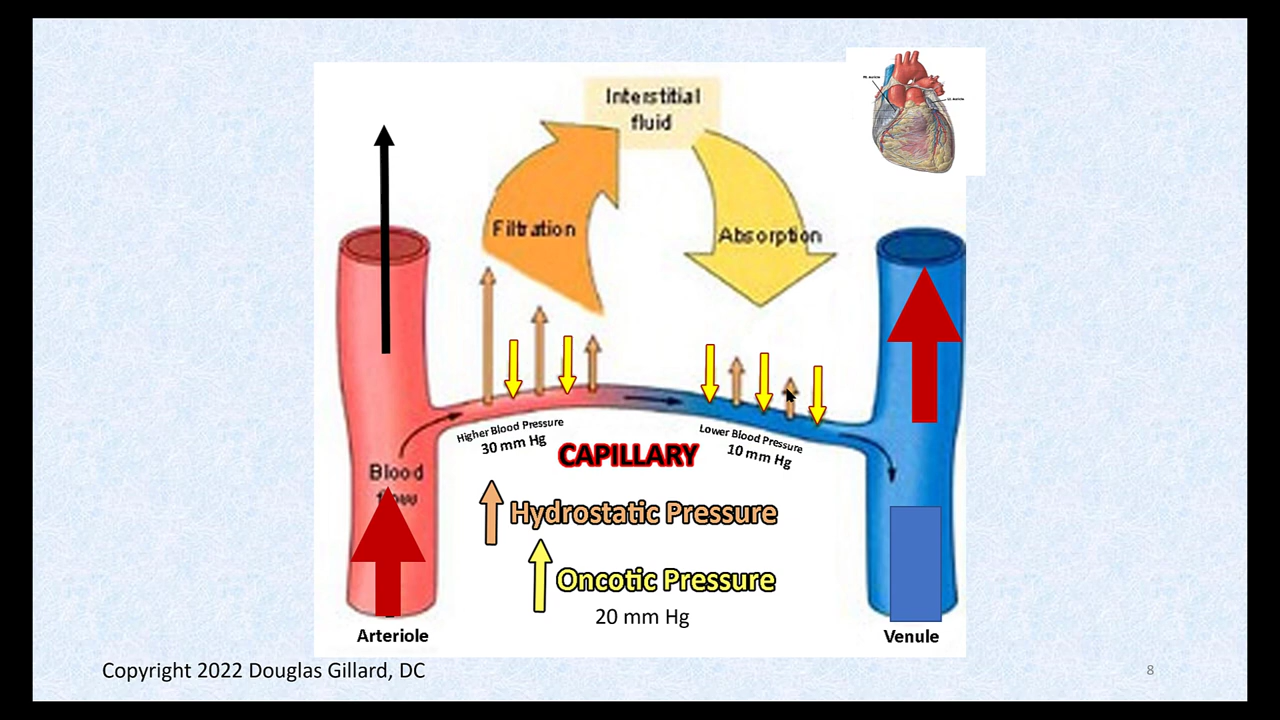 Interstitial
fluid
Filtration
Absorption
Higher Blood Pressure
30 mm Hg
Lower Blood Pressure
10 mm Hg
CAPILLARY
Blood
Hydrostatic Pressure
Oncotic Pressure
20 mm Hg
Arteriole
Venule
Copyright 2022 Douglas Gillard, DC
8